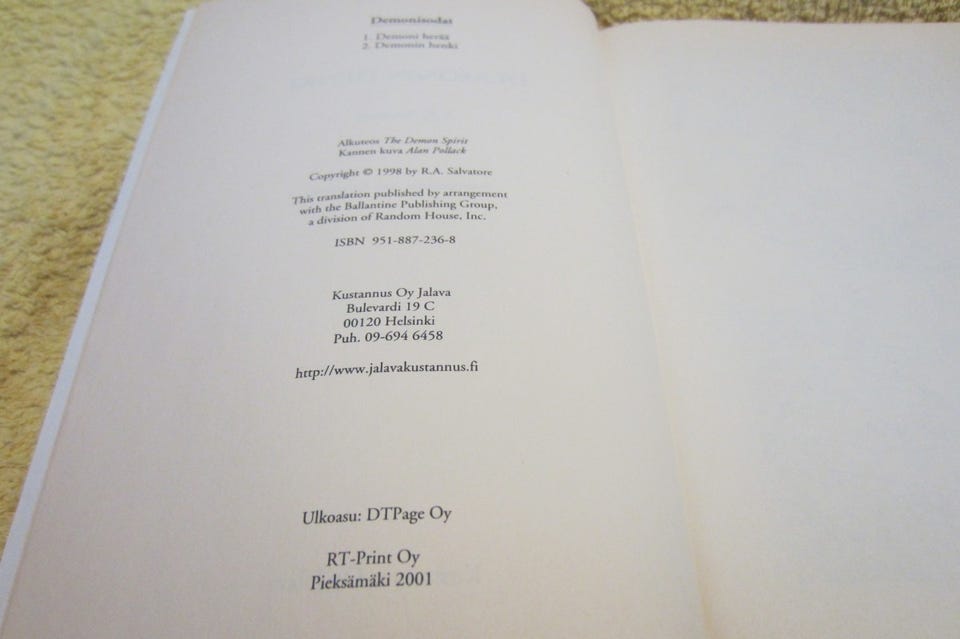 Demonisodat
1. Demoni herää
2. Demonin henki
Alkuteos The Demon Spirit
Kannen kuva Alan Pollack
Copyright © 1998 by R.A. Salvatore
This translation published by arrangement
with the Ballantine Publishing Group,
a division of Random House, Inc.
ISBN 951-887-236-8
Kustannus Oy Jalava
Bulevardi 19 C
00120 Helsinki
Puh. 09-694 6458
http://www.jalavakustannus.fi
Ulkoasu: DTPage Oy
RT-Print Oy
Pieksämäki 2001